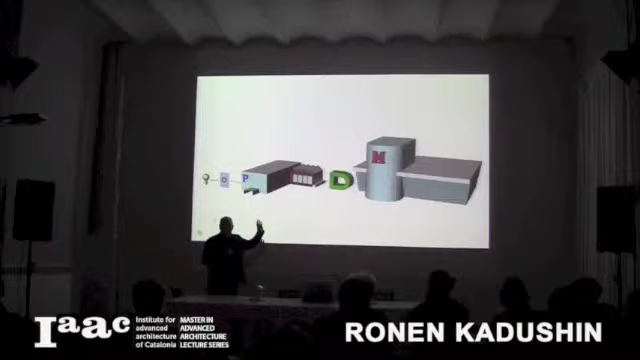 D
P
D
M
Iaac
Institute for
advanced
architecture
of Catalonia
MASTER IN
ADVANCED
ARCHITECTURE
LECTURE SERIES
RONEN KADUSHIN